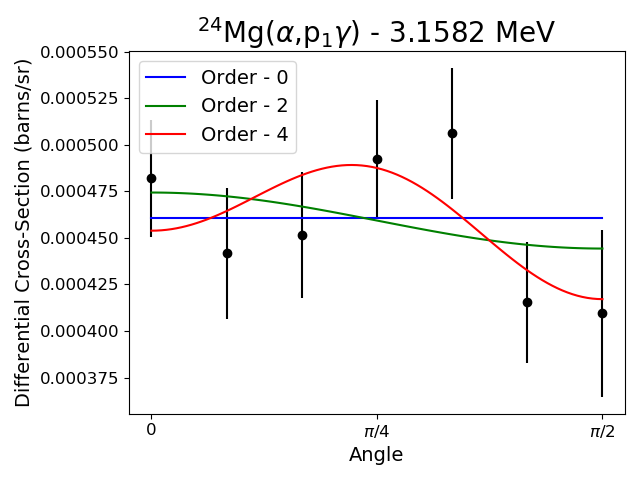 ²⁴Mg(α,p₁γ) - 3.1582 MeV
Differential Cross-Section (barns/sr)
0.000550
0.000525
0.000500
0.000475
0.000450
0.000425
0.000400
0.000375
Order - 0
Order - 2
Order - 4
0
π/4
π/2
Angle